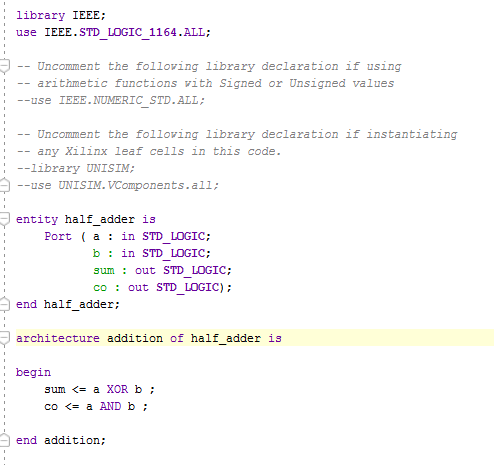 library IEEE;
use IEEE.STD_LOGIC_1164.ALL;
-- Uncomment the following library declaration if using
-- arithmetic functions with Signed or Unsigned values
--use IEEE.NUMERIC_STD.ALL;
-- Uncomment the following library declaration if instantiating
-- any Xilinx leaf cells in this code.
--library UNISIM;
--use UNISIM.VComponents.all;
entity half_adder is
Port ( a : in STD_LOGIC;
b : in STD_LOGIC;
sum : out STD_LOGIC;
co : out STD_LOGIC);
end half_adder;
architecture addition of half_adder is
begin
sum <= a XOR b ;
co <= a AND b ;
end addition;